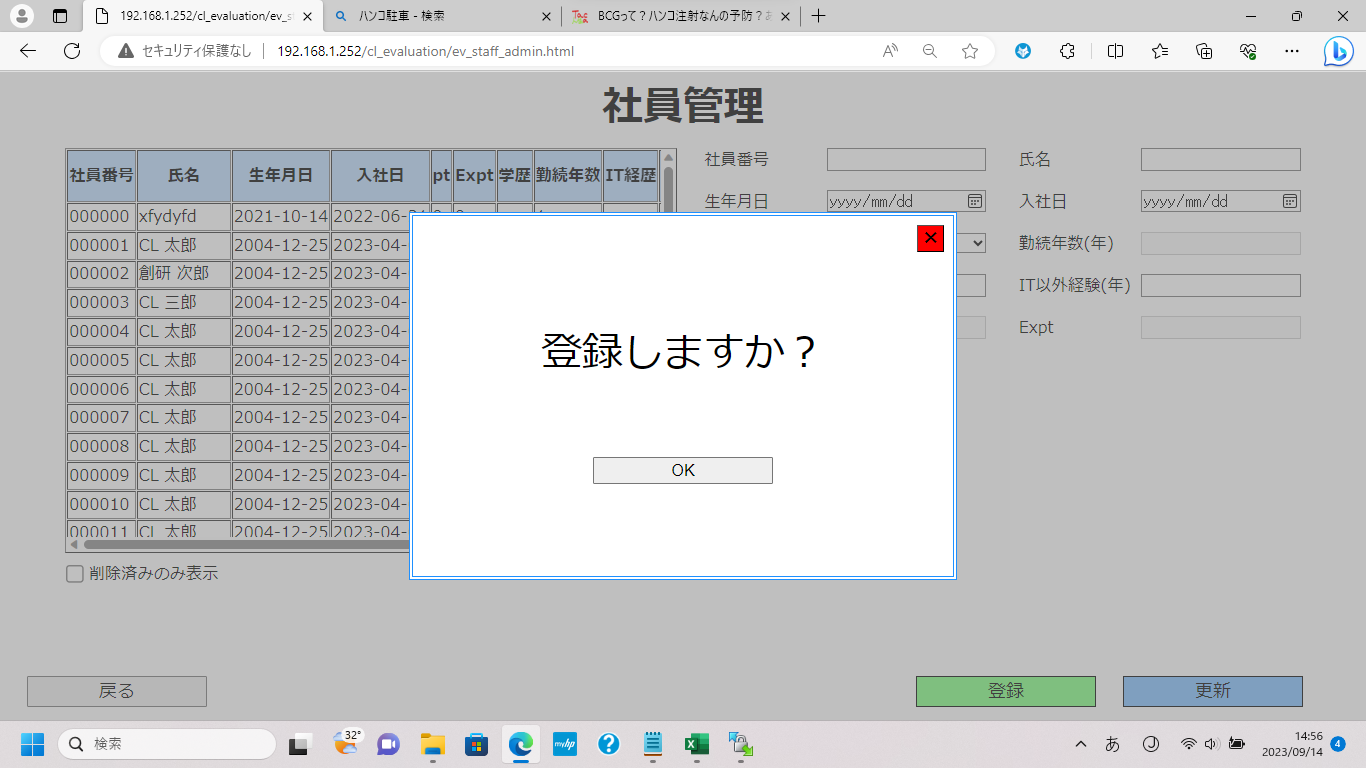 192.168.1.252/cl_evaluation/ev_s
ハンコ駐車 - 検索
BCGって？ハンコ注射なんの予防？
セキュリティ保護なし
192.168.1.252/cl_evaluation/ev_staff_admin.html
社員管理
社員番号 氏名 生年月日 入社日 pt Expt 学歴 勤続年数 IT経歴
000000 xfydyfd 2021-10-14
000001 CL 太郎 2004-12-25 2023-04-
000002 創研 次郎 2004-12-25 2023-04-
000003 CL 三郎 2004-12-25 2023-04-
000004 CL 太郎 2004-12-25 2023-04-
000005 CL 太郎 2004-12-25 2023-04-
000006 CL 太郎 2004-12-25 2023-04-
000007 CL 太郎 2004-12-25 2023-04-
000008 CL 太郎 2004-12-25 2023-04-
000009 CL 太郎 2004-12-25 2023-04-
000010 CL 太郎 2004-12-25 2023-04-
000011 CL 太郎 2004-12-25 2023-04-
削除済みのみ表示
社員番号 氏名
生年月日 yyyy/mm/dd 入社日 yyyy/mm/dd
勤続年数(年)
IT以外経験(年)
Expt
登録しますか？
OK
戻る
登録
更新
検索
32°
myhp
あ
14:56
2023/09/14
4